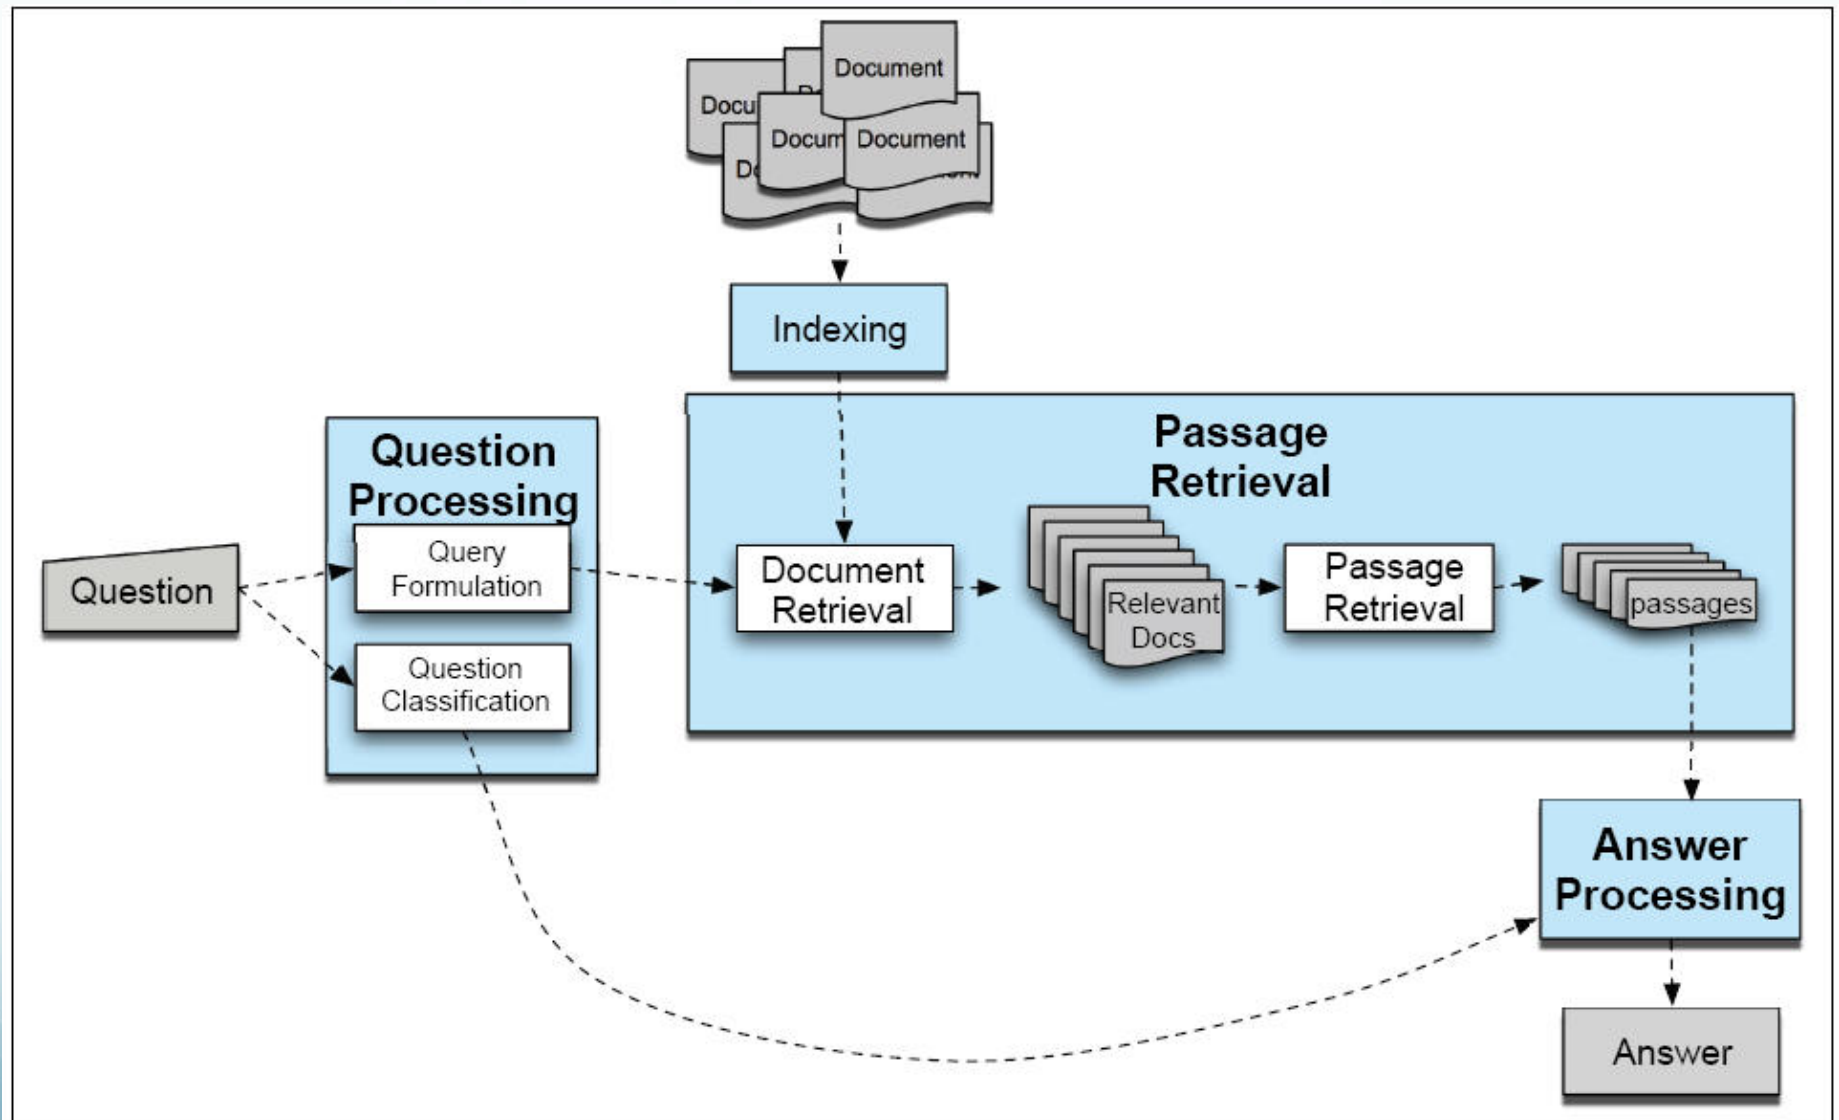 Document
Docu
Docum
Document
Indexing
Passage
Retrieval
Question
Processing
Query
Formulation
Question
Question
Classification
Document
Retrieval
Relevant
Docs
Passage
Retrieval
passages
Answer
Processing
Answer